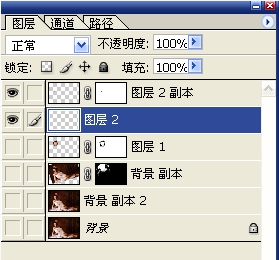 图层 通道 路径
正常 不透明度: 100%
锁定: 填充: 100%
图层 2 副本
图层 2
图层 1
背景 副本
背景 副本 2
背景